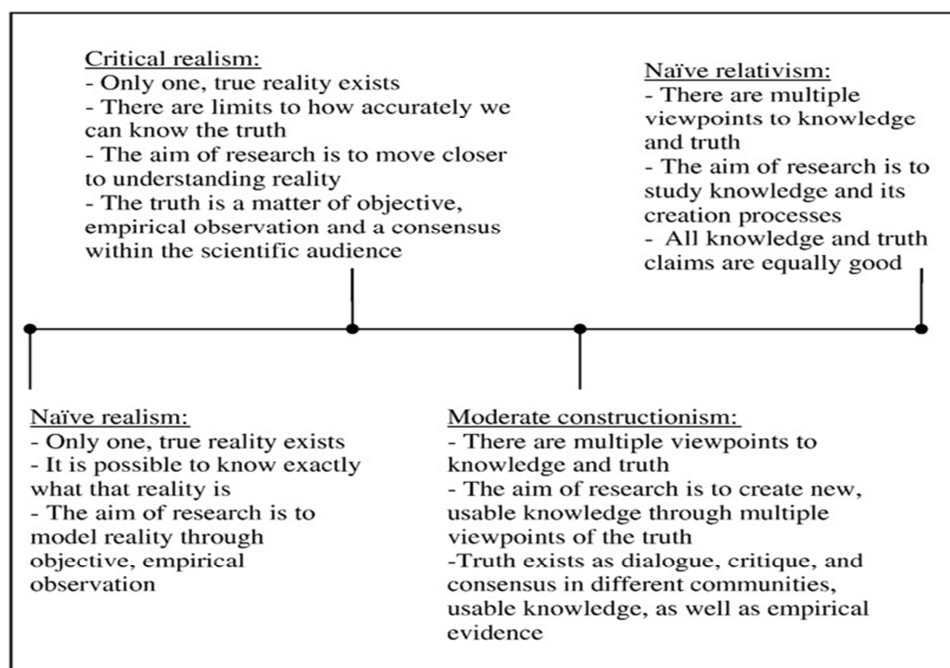 Critical realism:
- Only one, true reality exists
- There are limits to how accurately we
can know the truth
- The aim of research is to move closer
to understanding reality
- The truth is a matter of objective,
empirical observation and a consensus
within the scientific audience
Naïve relativism:
- There are multiple
viewpoints to knowledge
and truth
- The aim of research is to
study knowledge and its
creation processes
- All knowledge and truth
claims are equally good
Naïve realism:
- Only one, true reality exists
- It is possible to know exactly
what that reality is
- The aim of research is to
model reality through
objective, empirical
observation
Moderate constructionism:
- There are multiple viewpoints to
knowledge and truth
- The aim of research is to create new,
usable knowledge through multiple
viewpoints of the truth
-Truth exists as dialogue, critique, and
consensus in different communities,
usable knowledge, as well as empirical
evidence